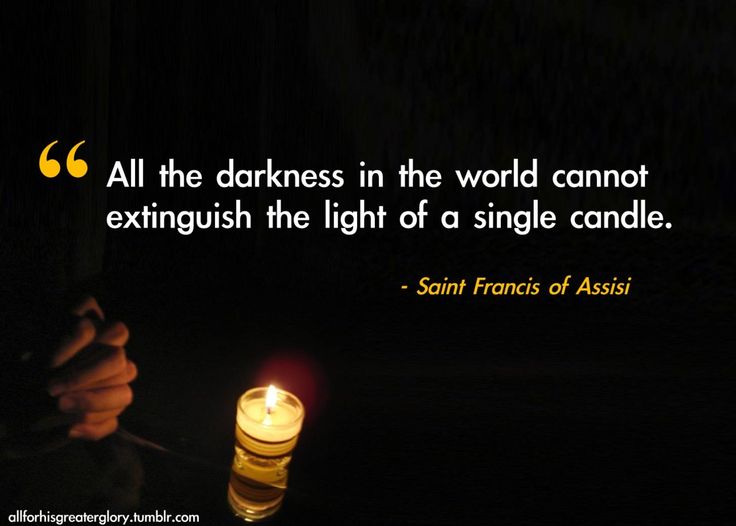 “ All the darkness in the world cannot
extinguish the light of a single candle.
- Saint Francis of Assisi
allforhisgreaterglory.tumblr.com